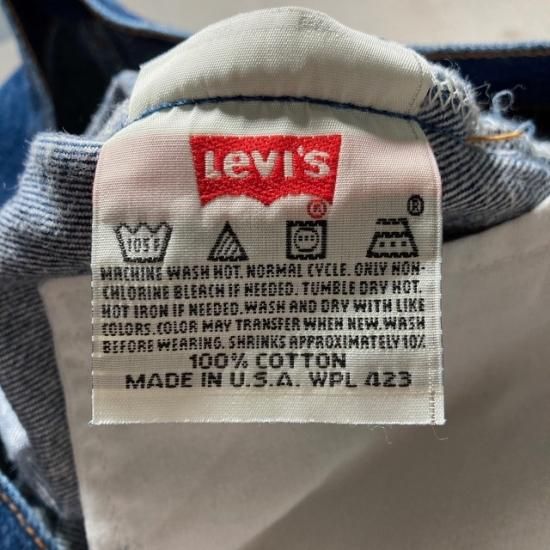 Levi's
®
®
105F
MACHINE WASH HOT. NORMAL CYCLE. ONLY NON-
CHLORINE BLEACH IF NEEDED. TUMBLE DRY HOT.
HOT IRON IF NEEDED. WASH AND DRY WITH LIKE
COLORS. COLOR MAY TRANSFER WHEN NEW. WASH
BEFORE WEARING. SHRINKS APPROXIMATELY 10%
100% COTTON
MADE IN U.S.A. WPL 423